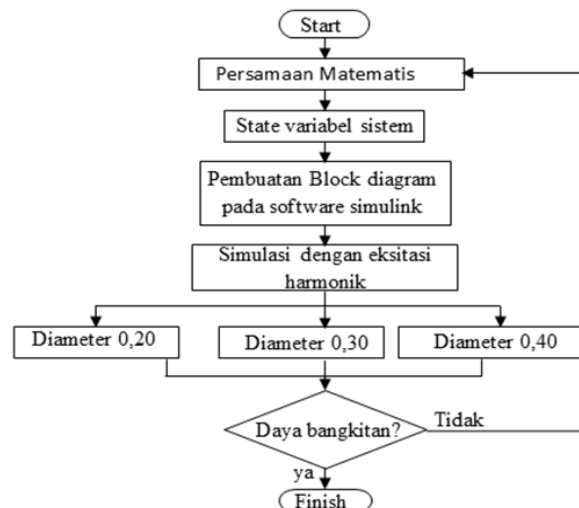 Start
Persamaan Matematis
State variabel sistem
Pembuatan Block diagram
pada software simulink
Simulasi dengan eksitasi
harmonik
Diameter 0,20
Diameter 0,30
Diameter 0,40
Daya bangkitan?
Tidak
ya
Finish